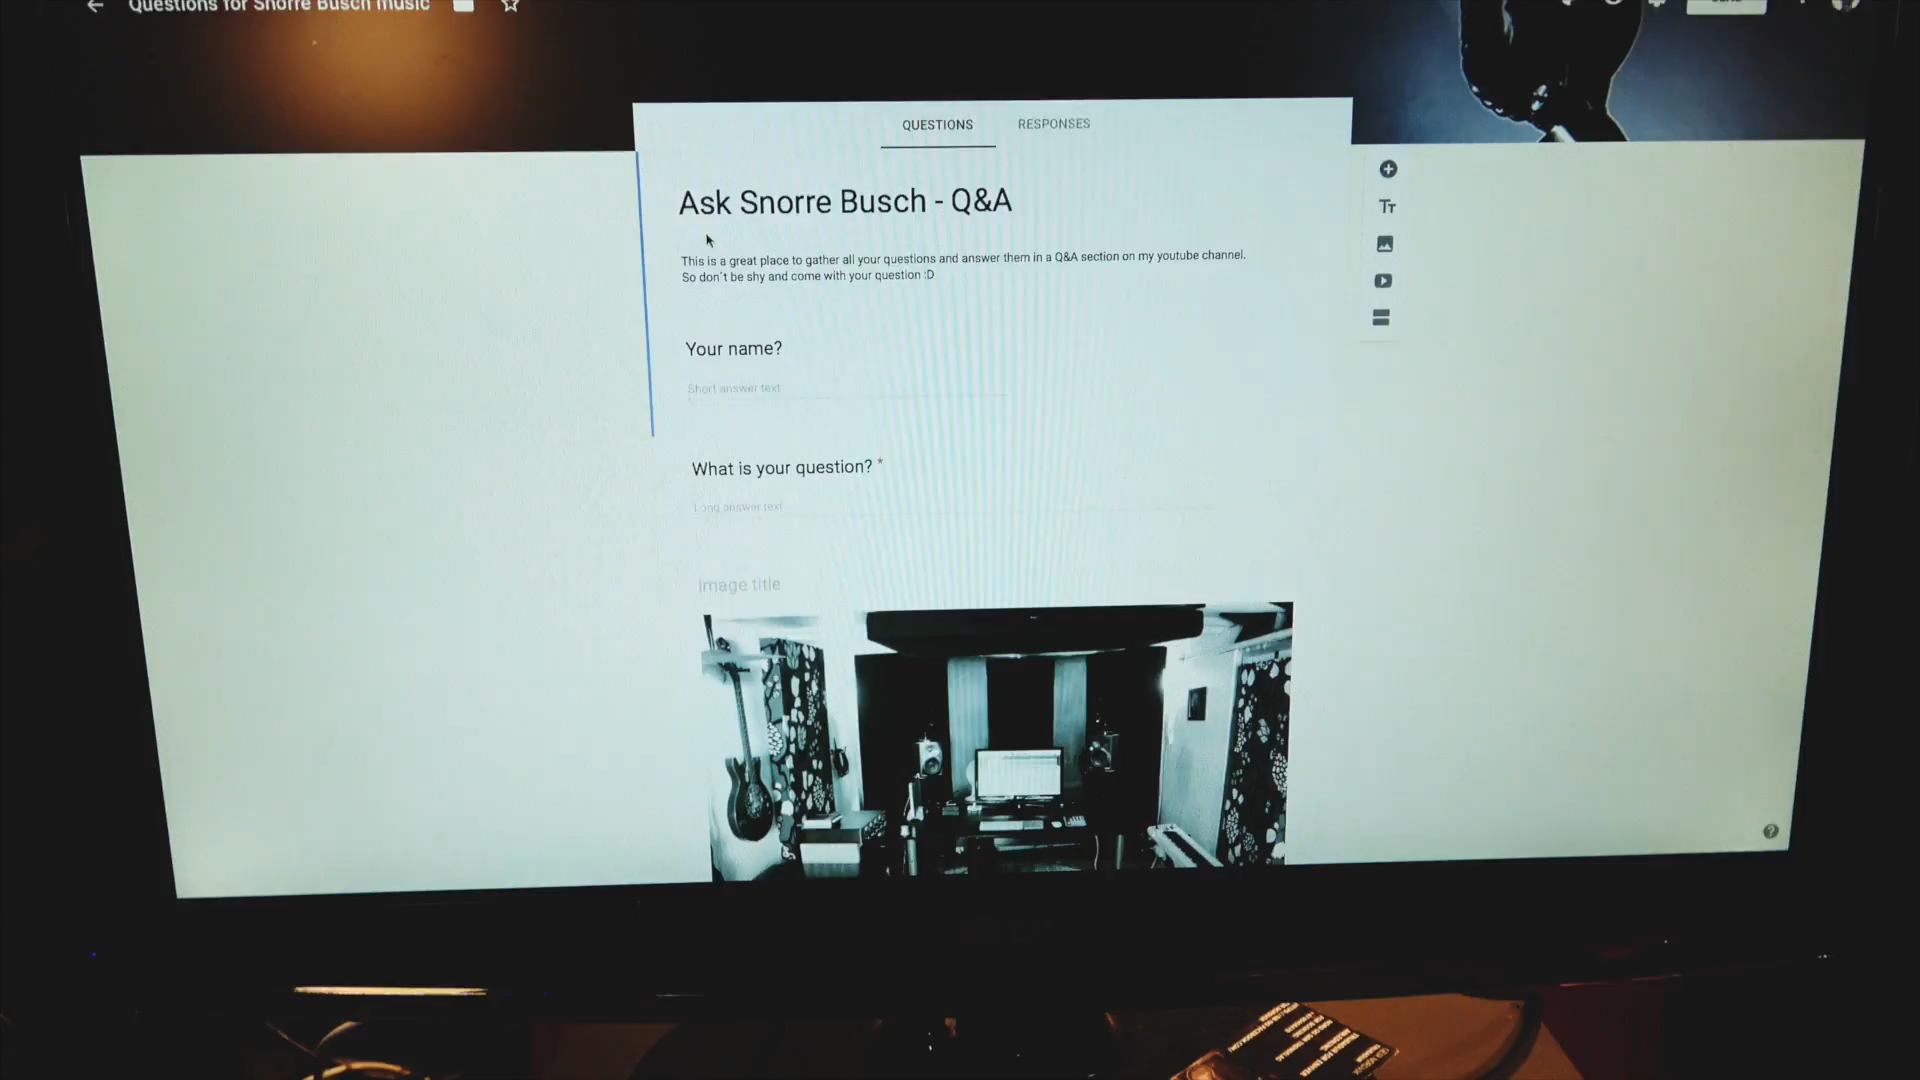 Questions for Snorre Busch music
QUESTIONS
RESPONSES
Ask Snorre Busch - Q&A
This is a great place to gather all your questions and answer them in a Q&A section on my youtube channel.
So don´t be shy and come with your question :D
Your name?
Short answer text
What is your question? *
Long answer text
Image title